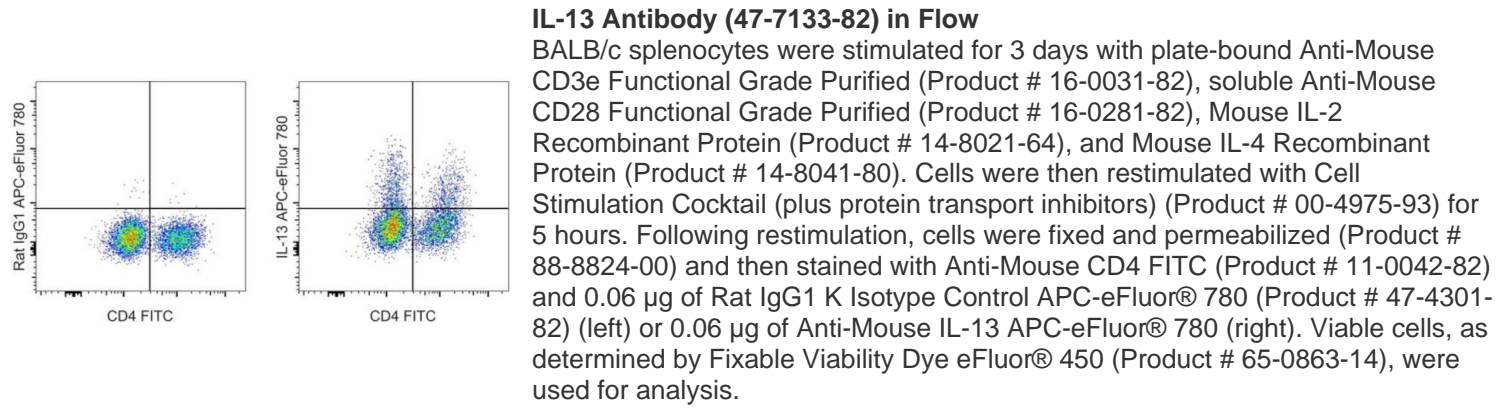 IL-13 Antibody (47-7133-82) in Flow
BALB/c splenocytes were stimulated for 3 days with plate-bound Anti-Mouse
CD3e Functional Grade Purified (Product # 16-0031-82), soluble Anti-Mouse
CD28 Functional Grade Purified (Product # 16-0281-82), Mouse IL-2
Recombinant Protein (Product # 14-8021-64), and Mouse IL-4 Recombinant
Protein (Product # 14-8041-80). Cells were then restimulated with Cell
Stimulation Cocktail (plus protein transport inhibitors) (Product # 00-4975-93) for
5 hours. Following restimulation, cells were fixed and permeabilized (Product #
88-8824-00) and then stained with Anti-Mouse CD4 FITC (Product # 11-0042-82)
and 0.06 µg of Rat IgG1 K Isotype Control APC-eFluor® 780 (Product # 47-4301-
82) (left) or 0.06 µg of Anti-Mouse IL-13 APC-eFluor® 780 (right). Viable cells, as
determined by Fixable Viability Dye eFluor® 450 (Product # 65-0863-14), were
used for analysis.
Rat IgG1 APC-eFluor 780
CD4 FITC
IL-13 APC-eFluor 780
CD4 FITC